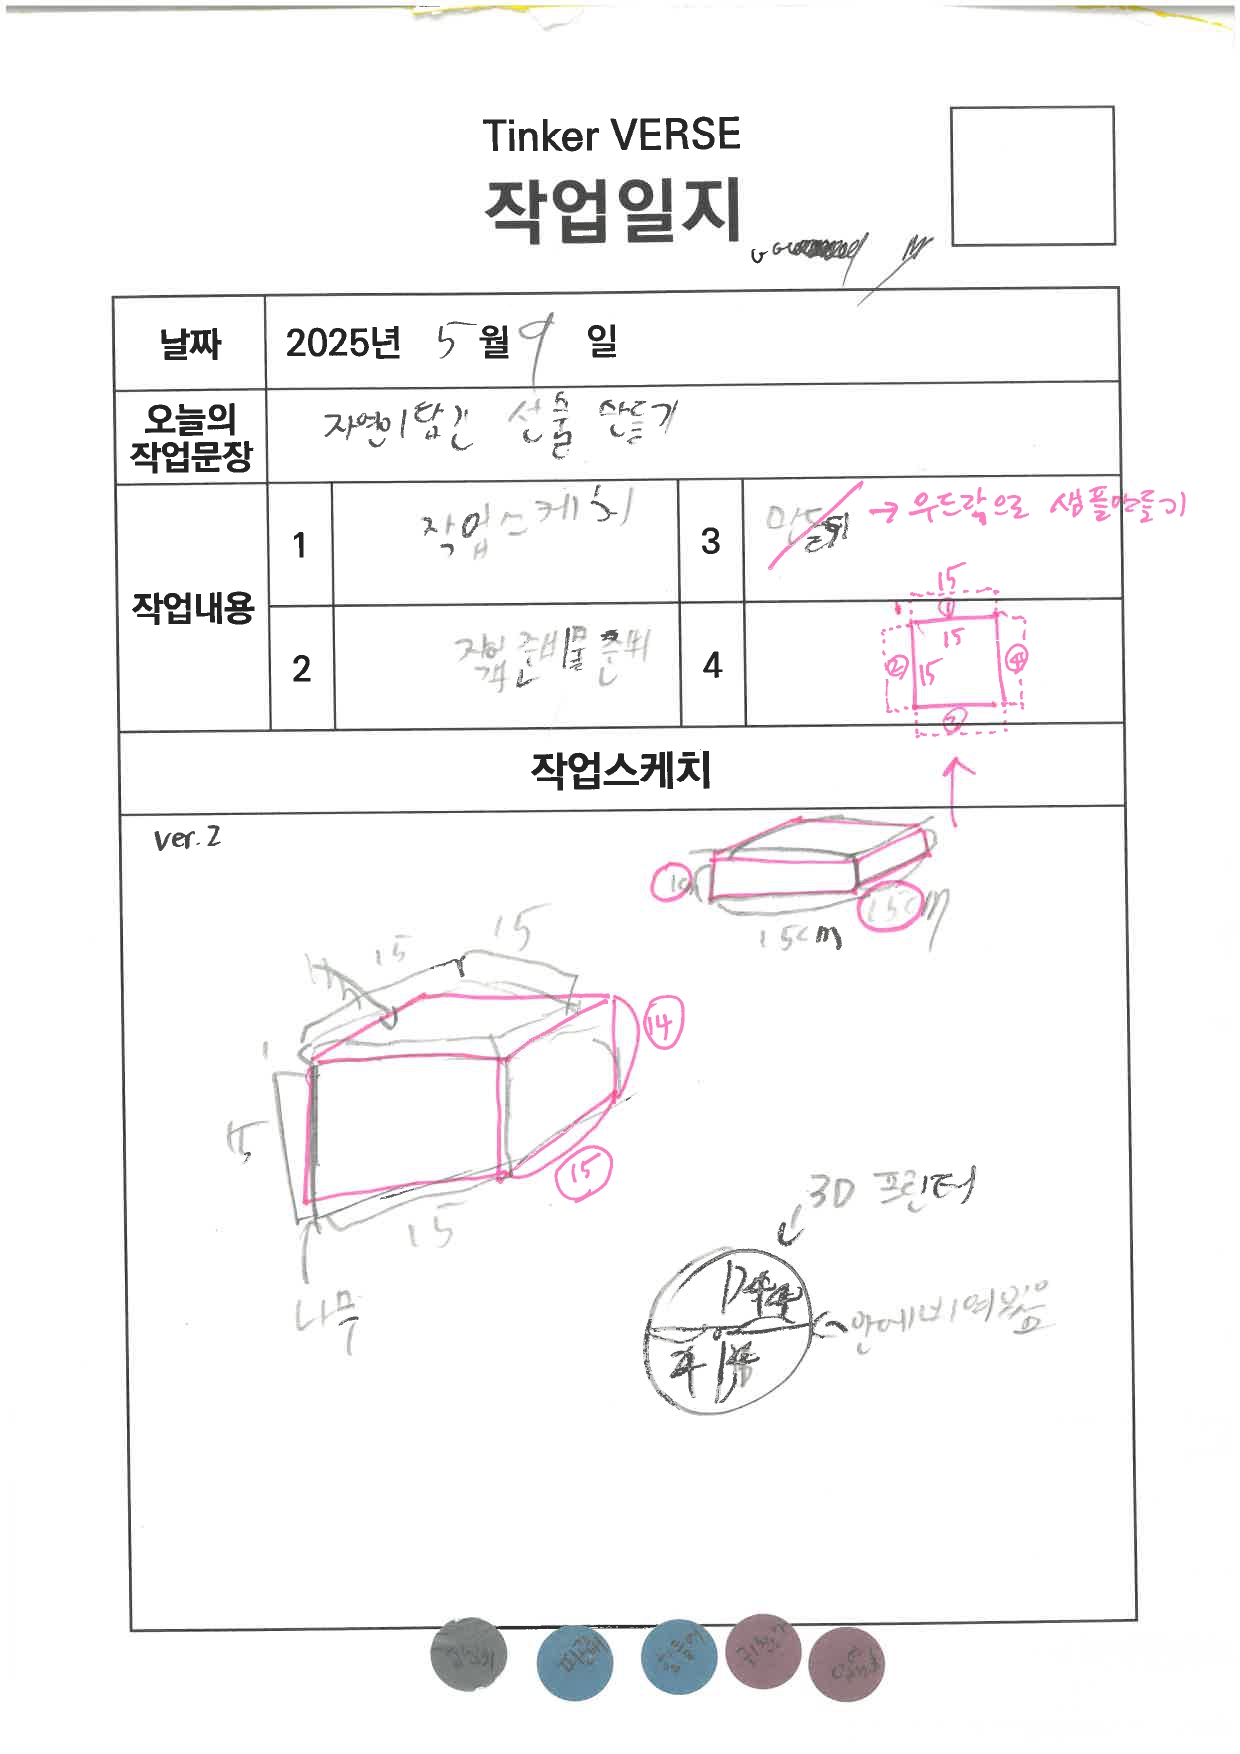 Tinker VERSE
작업일지
날짜
2025년 5월 9일
오늘의
작업문장
자연이 담긴 선물 만들기
작업내용
1
작업스케치
3
만들기
→ 우드락으로 샘플만들기
2
작업 준비물 준비
4
15
①
15
②
15
④
③
작업스케치
ver.2
15cm
15cm
15
15
14
1
15
15
15
나무
3D 프린터
안에 비여있음